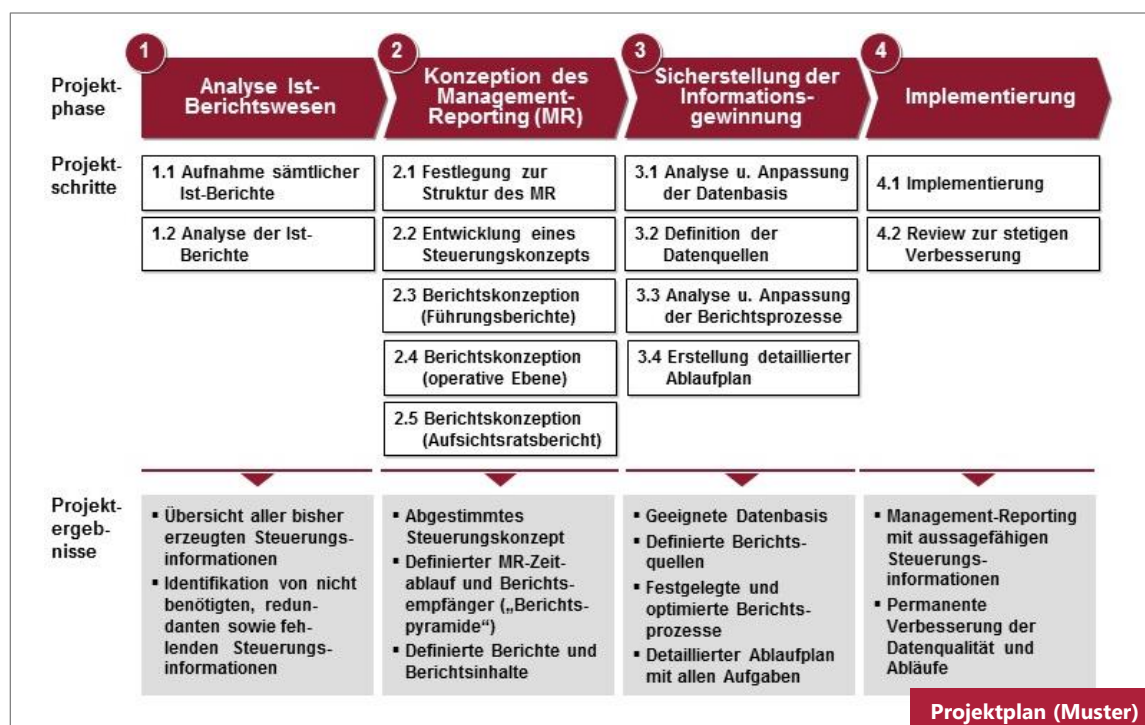 1
2
3
4
Projekt-
phase
Analyse Ist-
Berichtswesen
Konzeption des
Management-
Reporting (MR)
Sicherstellung der
Informations-
gewinnung
Implementierung
Projekt-
schritte
1.1 Aufnahme sämtlicher
Ist-Berichte
1.2 Analyse der Ist-
Berichte
2.1 Festlegung zur
Struktur des MR
2.2 Entwicklung eines
Steuerungskonzepts
2.3 Berichtskonzeption
(Führungsberichte)
2.4 Berichtskonzeption
(operative Ebene)
2.5 Berichtskonzeption
(Aufsichtsratsbericht)
3.1 Analyse u. Anpassung
der Datenbasis
3.2 Definition der
Datenquellen
3.3 Analyse u. Anpassung
der Berichtsprozesse
3.4 Erstellung detaillierter
Ablaufplan
4.1 Implementierung
4.2 Review zur stetigen
Verbesserung
Projekt-
ergeb-
nisse
▪ Übersicht aller bisher
erzeugten Steuerungs-
informationen
▪ Identifikation von nicht
benötigten, redun-
danten sowie feh-
lenden Steuerungs-
informationen
▪ Abgestimmtes
Steuerungskonzept
▪ Definierter MR-Zeit-
ablauf und Berichts-
empfänger („Berichts-
pyramide“)
▪ Definierte Berichte und
Berichtsinhalte
▪ Geeignete Datenbasis
▪ Definierte Berichts-
quellen
▪ Festgelegte und
optimierte Berichts-
prozesse
▪ Detaillierter Ablaufplan
mit allen Aufgaben
▪ Management-Reporting
mit aussagefähigen
Steuerungs-
informationen
▪ Permanente
Verbesserung der
Datenqualität und
Abläufe
Projektplan (Muster)